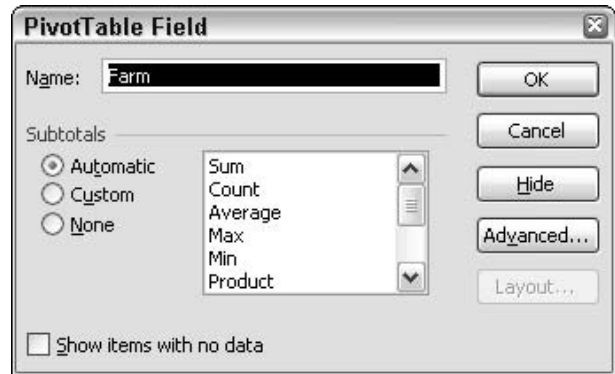 PivotTable Field
Name: Farm
OK
Subtotals
Cancel
Automatic
Custom
None
Sum
Count
Average
Max
Min
Product
Hide
Advanced...
Layout...
Show items with no data